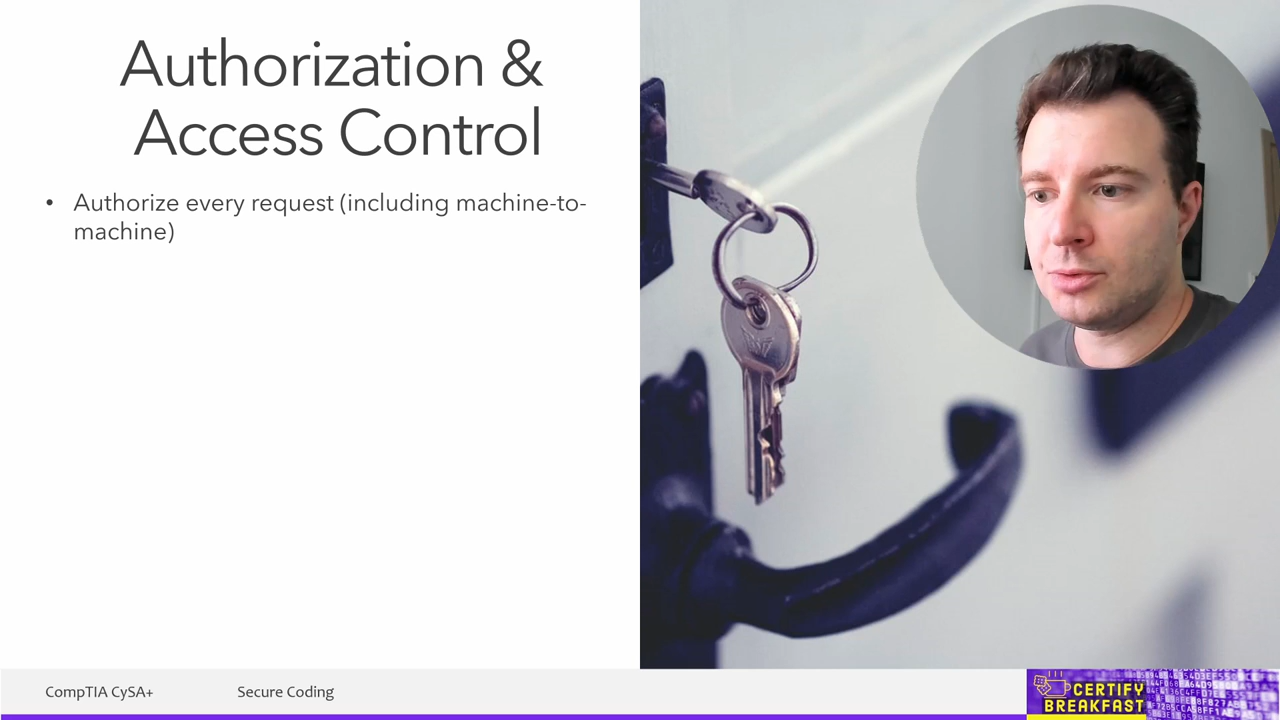 Authorization &
Access Control
• Authorize every request (including machine-to-
machine)
CompTIA CySA+
Secure Coding
CERTIFY
BREAKFAST